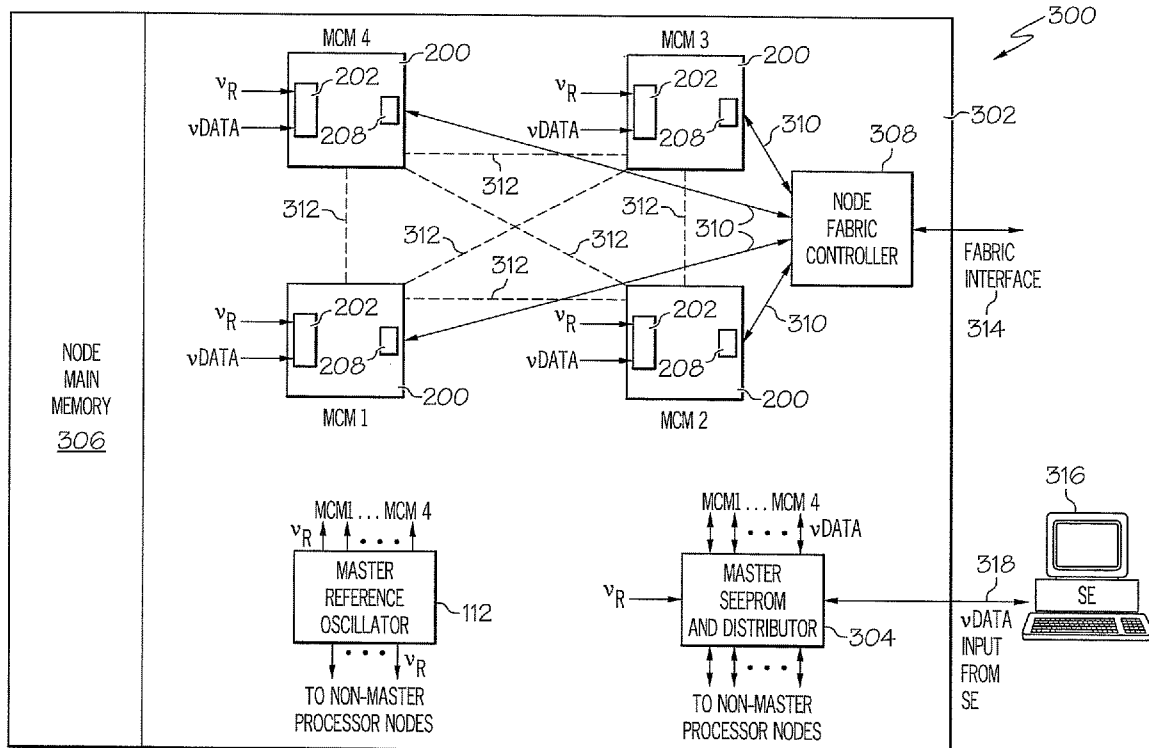 300
MCM 4
MCM 3
200
200
νR
202
νDATA
208
νR
202
νDATA
208
302
310
308
312
312
312
310
NODE
FABRIC
CONTROLLER
312
312
312
FABRIC
INTERFACE
314
310
νR
202
νDATA
208
200
MCM 1
νR
202
νDATA
208
200
MCM 2
NODE
MAIN
MEMORY
306
MCM1 . . . MCM 4
νR
• • •
MASTER
REFERENCE
OSCILLATOR
112
• • •
νR
TO NON-MASTER
PROCESSOR NODES
MCM1 . . . MCM 4
• • •
νDATA
νR
MASTER
SEEPROM
AND DISTRIBUTOR
304
• • •
TO NON-MASTER
PROCESSOR NODES
316
SE
318
νDATA
INPUT
FROM
SE